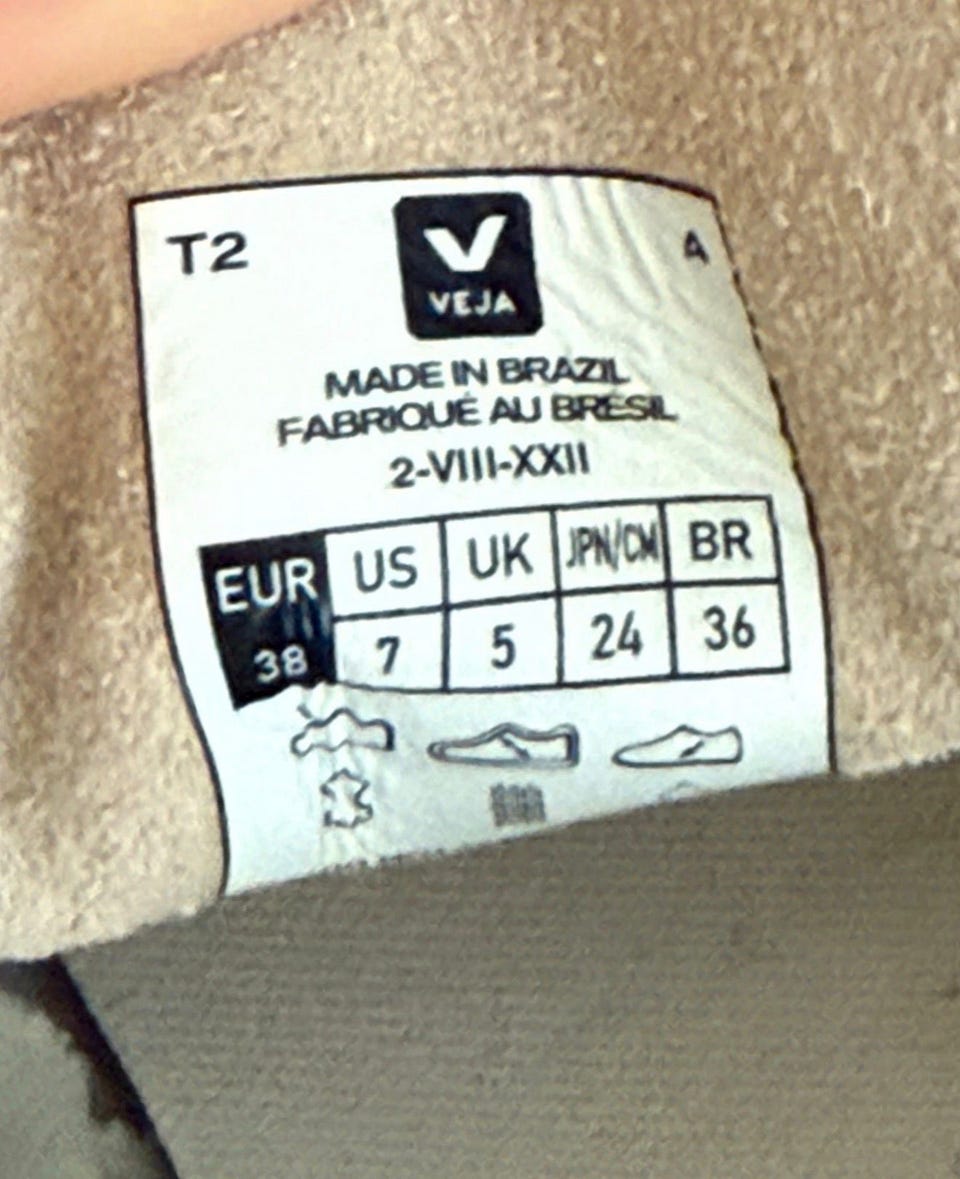 T2
V
VEJA
A
MADE IN BRAZIL
FABRIQUÉ AU BRÉSIL
2-VIII-XXII
EUR US UK JPN/CM BR
38 7 5 24 36